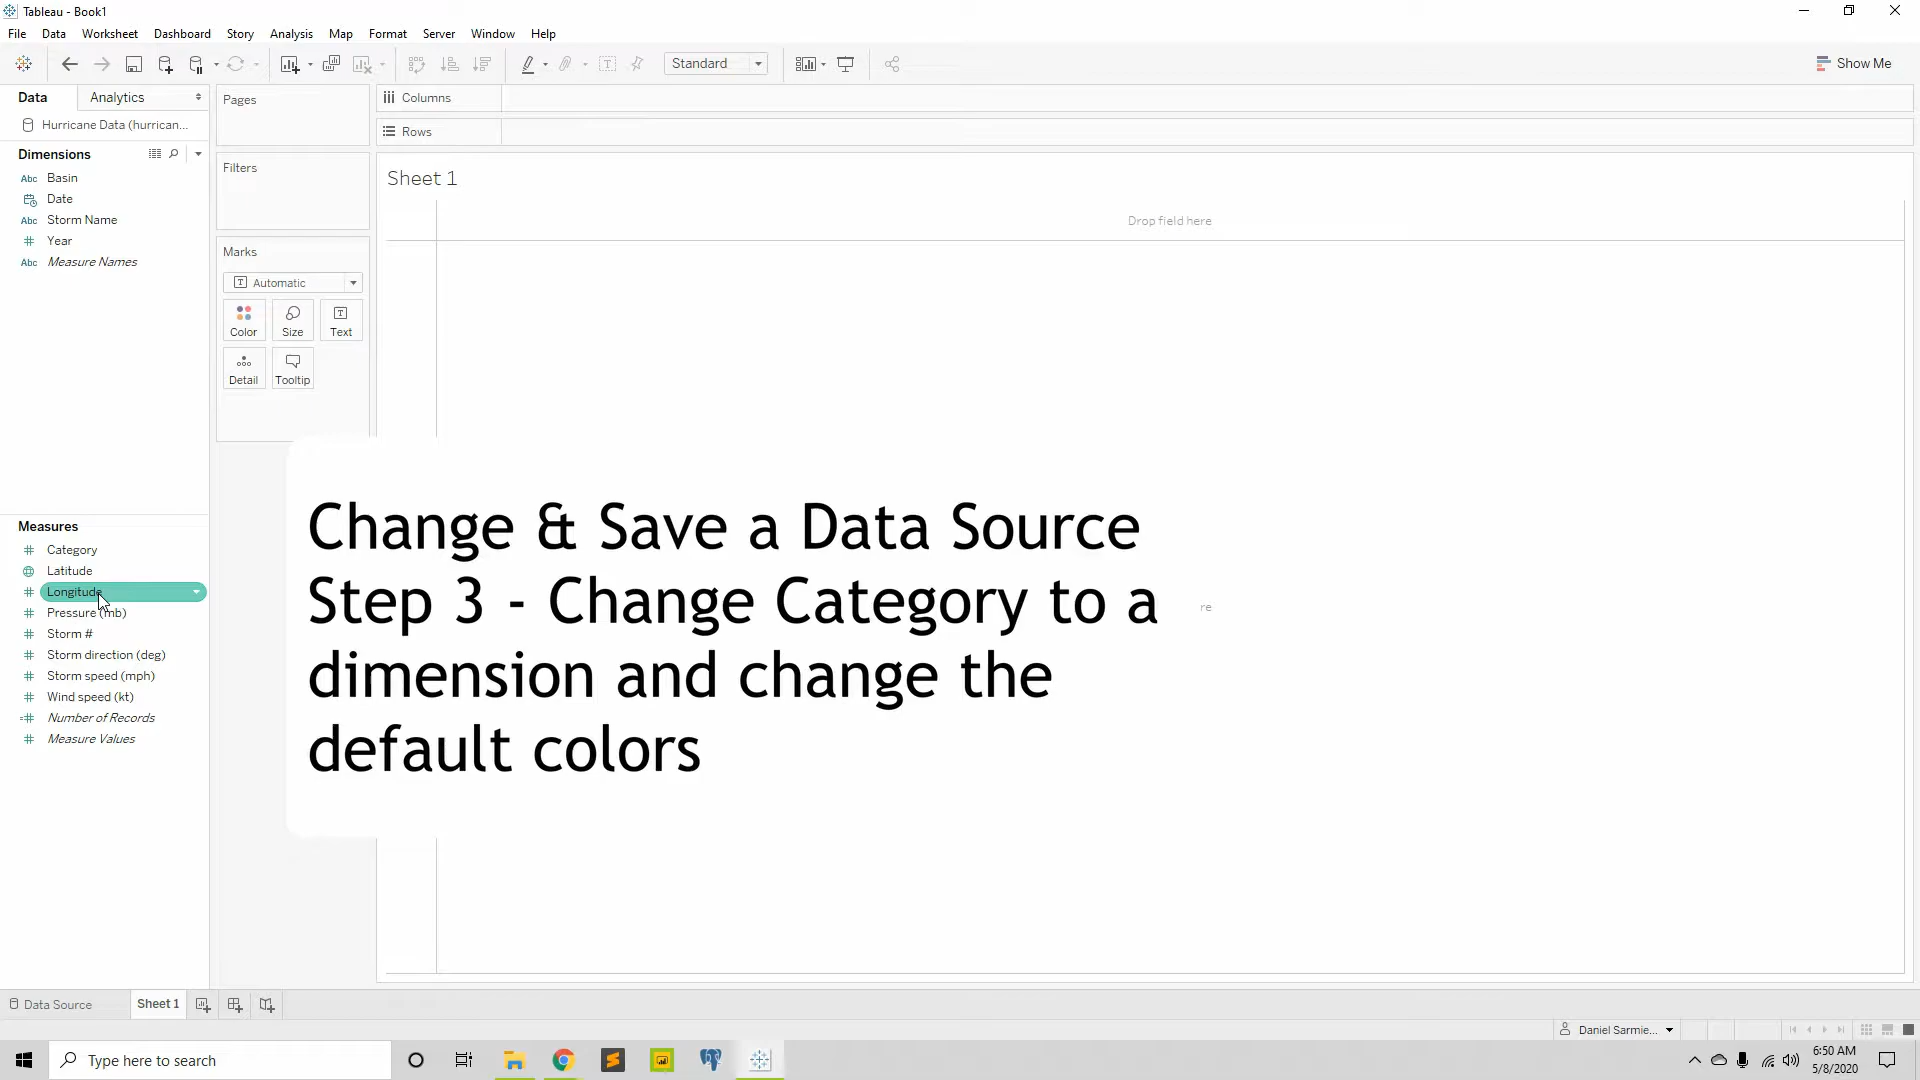 Tableau - Book1
File Data Worksheet Dashboard Story Analysis Map Format Server Window Help
Standard
Show Me
Data Analytics
Pages
Columns
Hurricane Data (hurrican...
Rows
Dimensions
Filters
Sheet 1
Abc Basin
Date
Abc Storm Name
Drop field here
Year
Marks
Abc Measure Names
Automatic
Color Size Text
Detail Tooltip
Change & Save a Data Source
Step 3 - Change Category to a
dimension and change the
default colors
re
Measures
Category
Latitude
Longitude
Pressure (mb)
Storm #
Storm direction (deg)
Storm speed (mph)
Wind speed (kt)
Number of Records
Measure Values
Data Source Sheet 1
Daniel Sarmie...
Type here to search
6:50 AM
5/8/2020